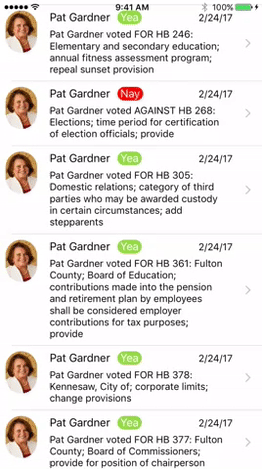 9:41 AM 100%
Pat Gardner Yea 2/24/17
Pat Gardner voted FOR HB 246:
Elementary and secondary education;
annual fitness assessment program;
repeal sunset provision
Pat Gardner Nay 2/24/17
Pat Gardner voted AGAINST HB 268:
Elections; time period for certification
of election officials; provide
Pat Gardner Yea 2/24/17
Pat Gardner voted FOR HB 305:
Domestic relations; category of third
parties who may be awarded custody
in certain circumstances; add
stepparents
Pat Gardner Yea 2/24/17
Pat Gardner voted FOR HB 361: Fulton
County; Board of Education;
contributions made into the pension
and retirement plan by employees
shall be considered employer
contributions for tax purposes;
provide
Pat Gardner Yea 2/24/17
Pat Gardner voted FOR HB 378:
Kennesaw, City of; corporate limits;
change provisions
Pat Gardner Yea 2/24/17
Pat Gardner voted FOR HB 377: Fulton
County; Board of Commissioners;
provide for position of chairperson